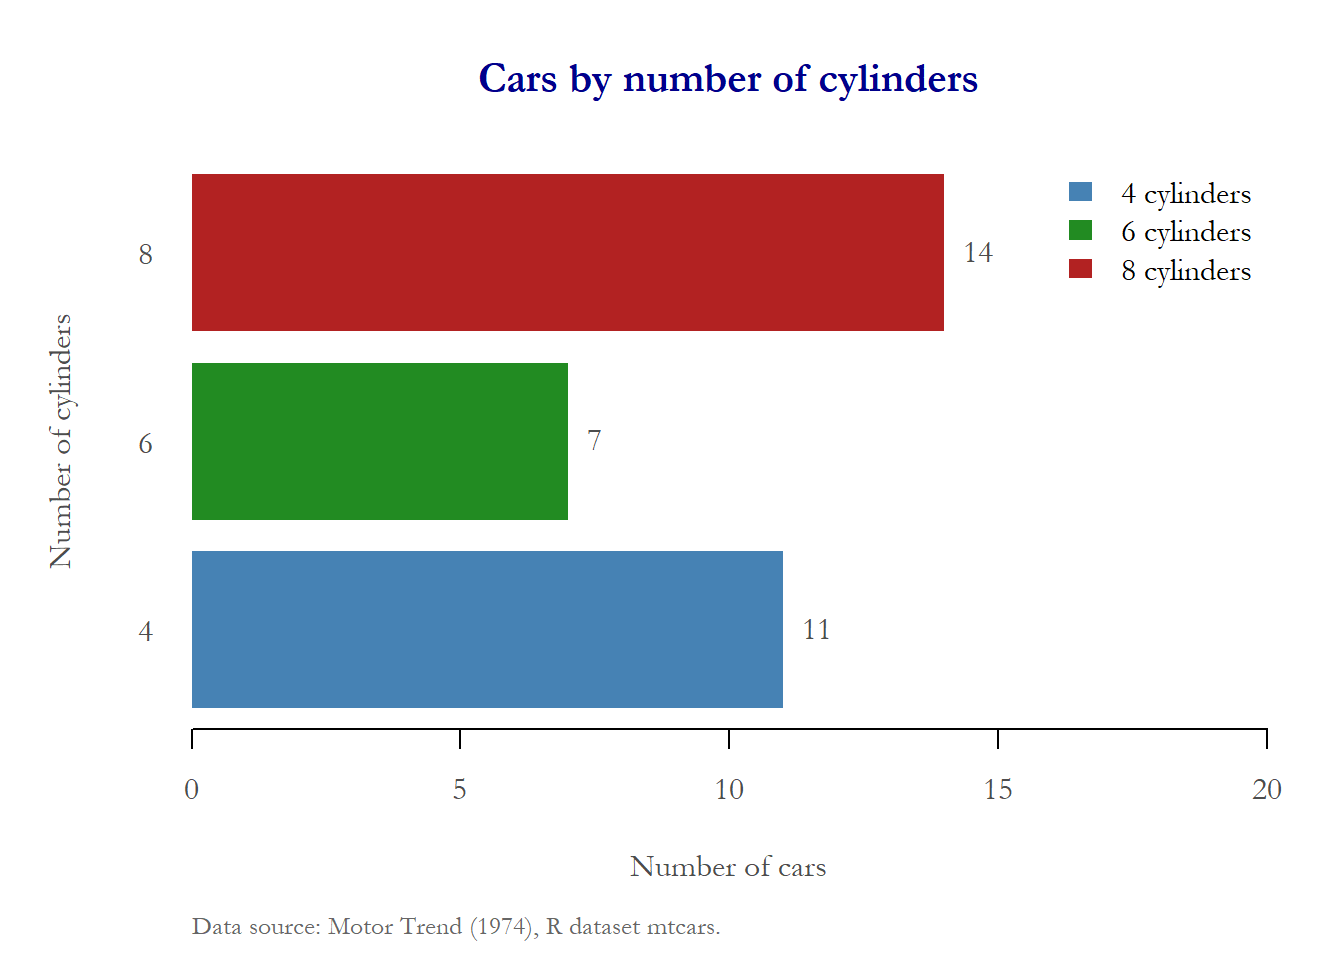 Cars by number of cylinders
4 cylinders
6 cylinders
8 cylinders
Number of cylinders
8
14
6
7
4
11
0 5 10 15 20
Number of cars
Data source: Motor Trend (1974), R dataset mtcars.